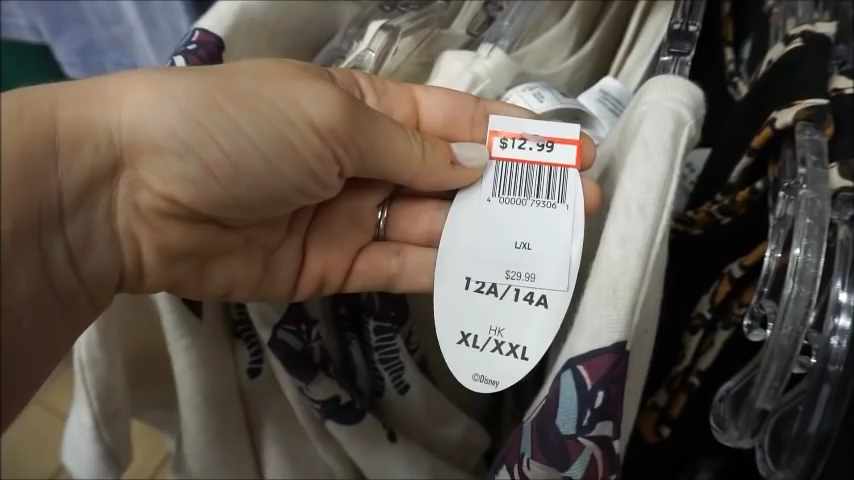 $12.99
4 00000 79306 1
L/XL
$29.99
12A/14A
HK
XL/XXL
©Disney